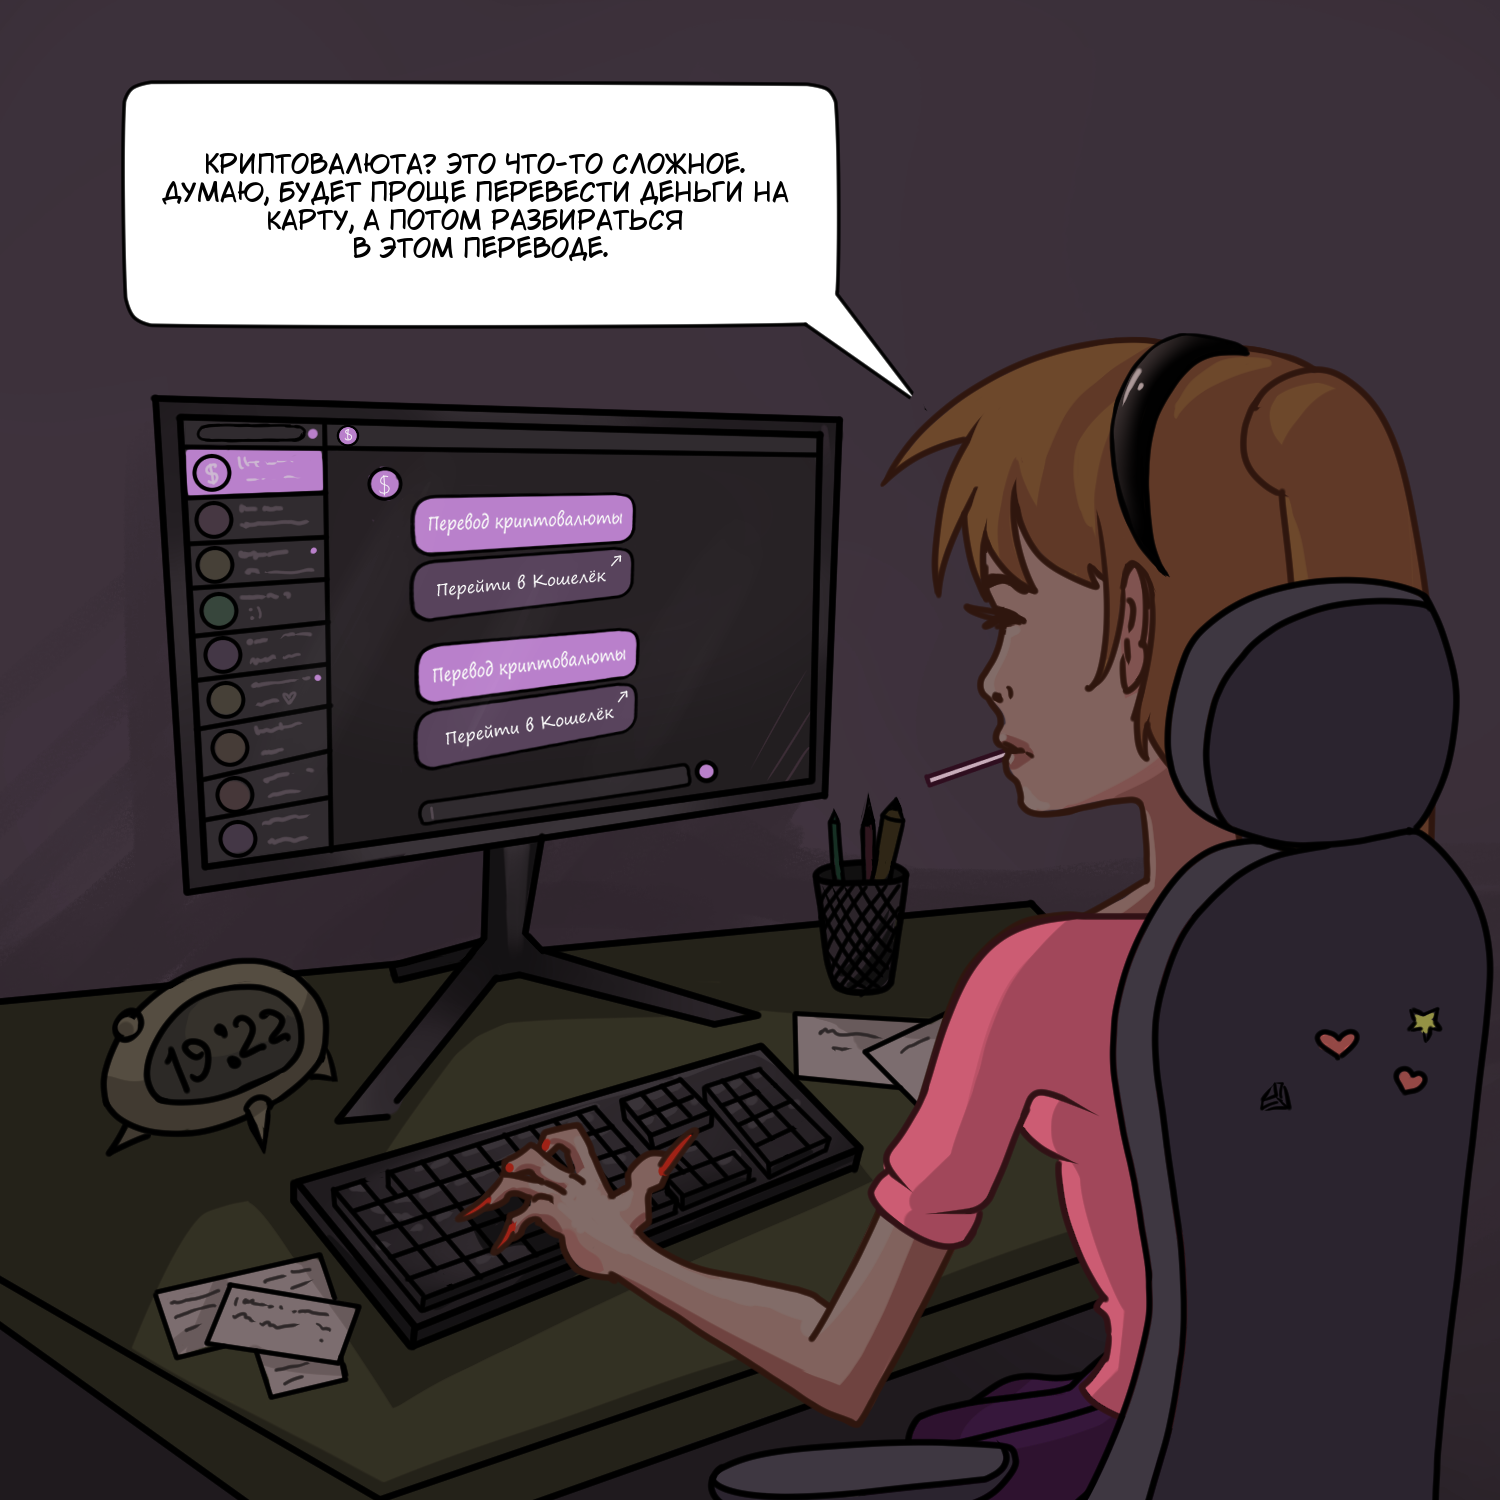 КРИПТОВАЛЮТА? ЭТО ЧТО-ТО СЛОЖНОЕ.
ДУМАЮ, БУДЕТ ПРОЩЕ ПЕРЕВЕСТИ ДЕНЬГИ НА
КАРТУ, А ПОТОМ РАЗБИРАТЬСЯ
В ЭТОМ ПЕРЕВОДЕ.
$
$
$
Перевод криптовалюты
Перейти в Кошелёк
:)
Перевод криптовалюты
Перейти в Кошелёк
19:22